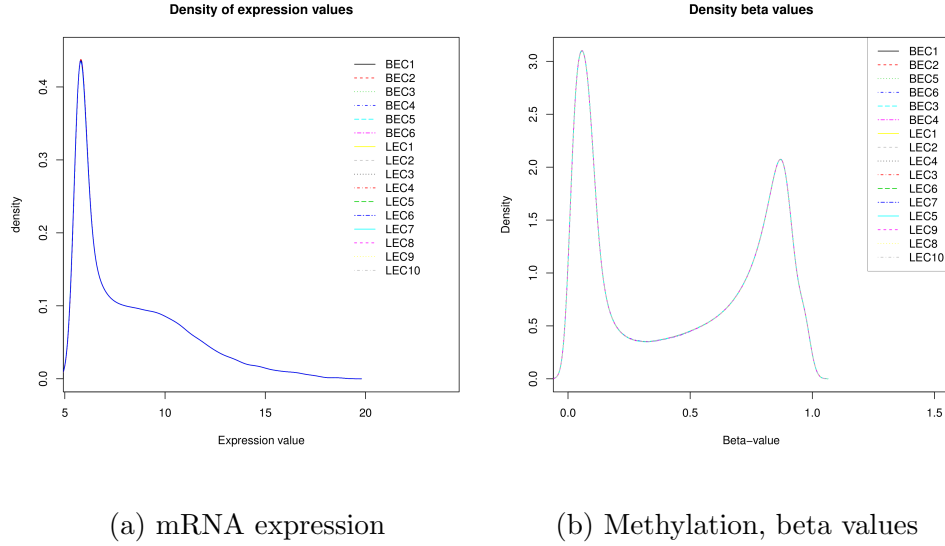 Density of expression values
density
0.0
0.1
0.2
0.3
0.4
5
10
15
20
Expression value
BEC1
BEC2
BEC3
BEC4
BEC5
BEC6
LEC1
LEC2
LEC3
LEC4
LEC5
LEC6
LEC7
LEC8
LEC9
LEC10
(a) mRNA expression
Density beta values
Density
0.0
0.5
1.0
1.5
2.0
2.5
3.0
0.0
0.5
1.0
1.5
Beta−value
BEC1
BEC2
BEC5
BEC6
BEC3
BEC4
LEC1
LEC2
LEC4
LEC3
LEC6
LEC7
LEC5
LEC9
LEC8
LEC10
(b) Methylation, beta values